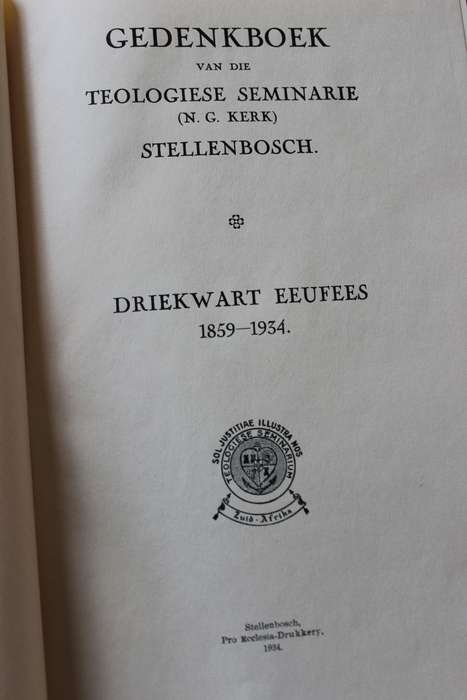 GEDENKBOEK
VAN DIE
TEOLOGIESE SEMINARIE
(N. G. KERK)
STELLENBOSCH.
DRIEKWART EEUFEES
1859—1934.
SOL JUSTITIAE ILLUSTRA NOS
TEOLOGIESE SEMINARIUM
Zuid-Afrika
Stellenbosch,
Pro Ecclesia-Drukkery.
1934.